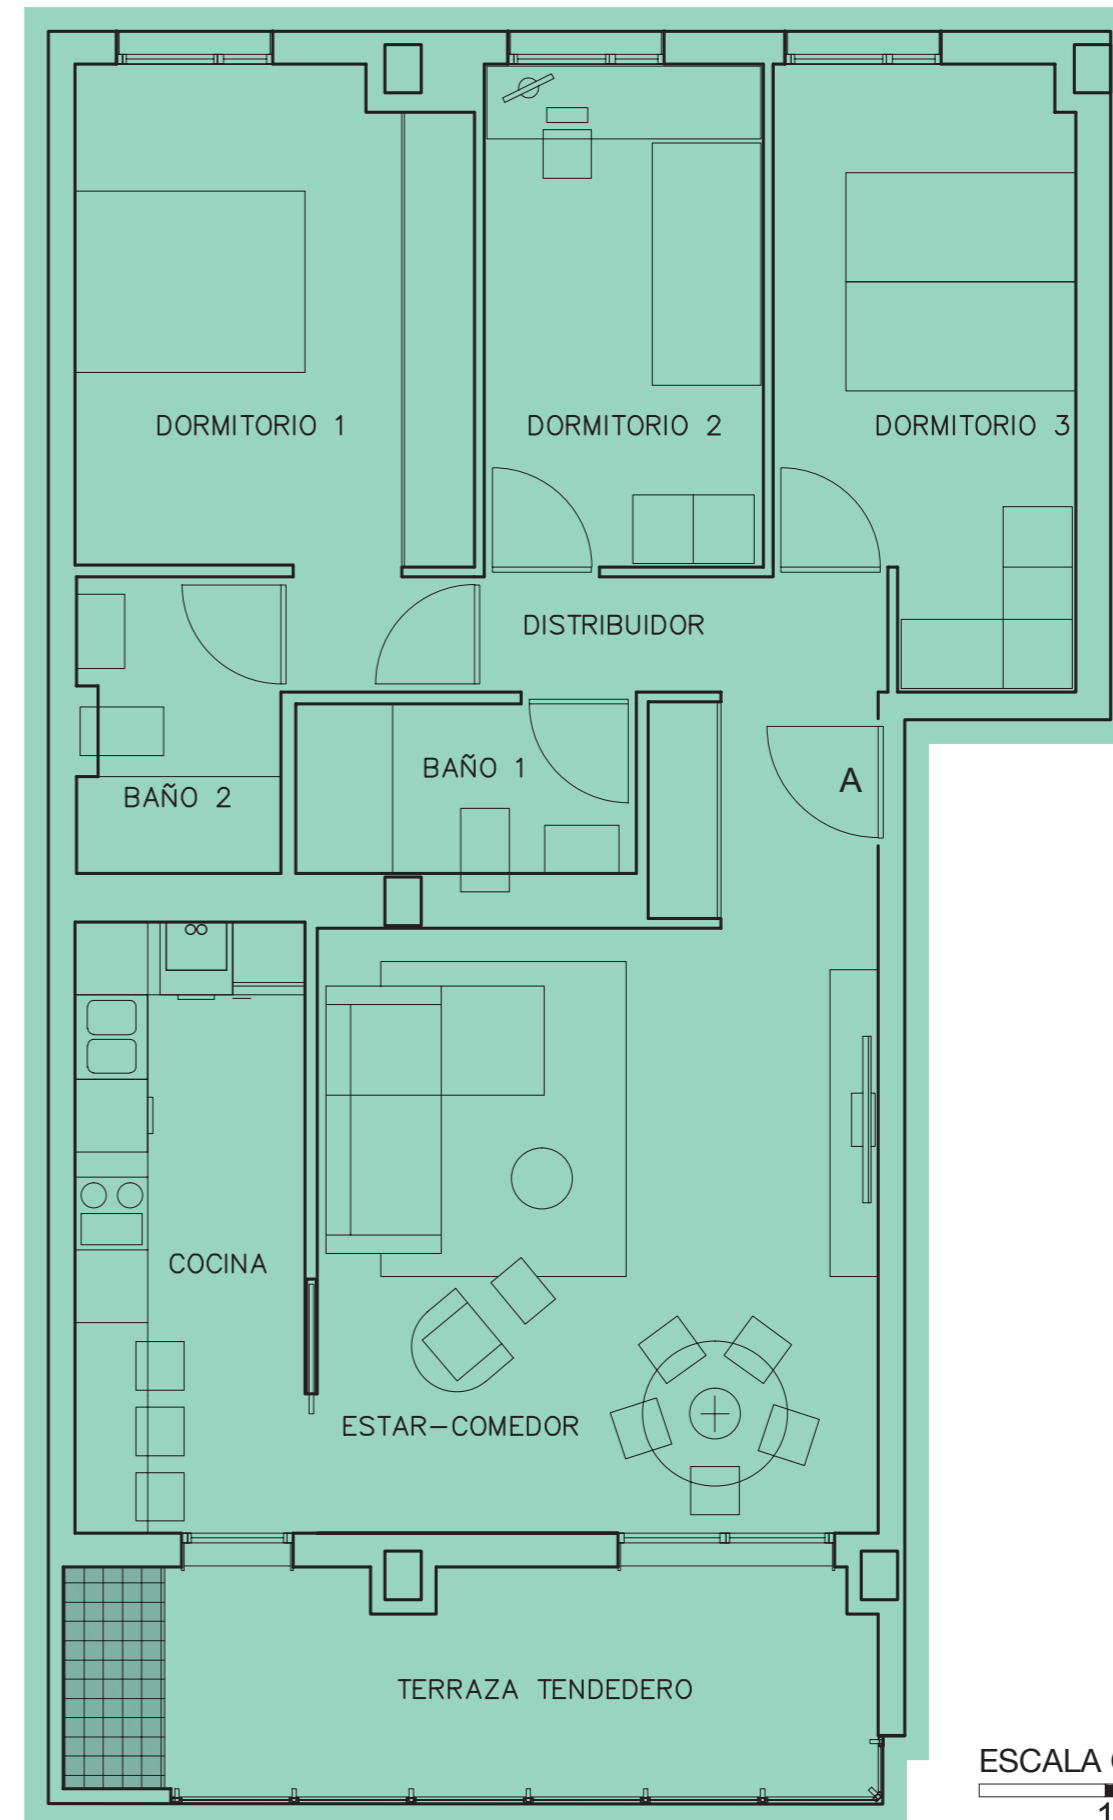 DORMITORIO 1
DORMITORIO 2
DORMITORIO 3
DISTRIBUIDOR
BAÑO 1
A
BAÑO 2
COCINA
ESTAR-COMEDOR
TERRAZA TENDEDERO
ESCALA